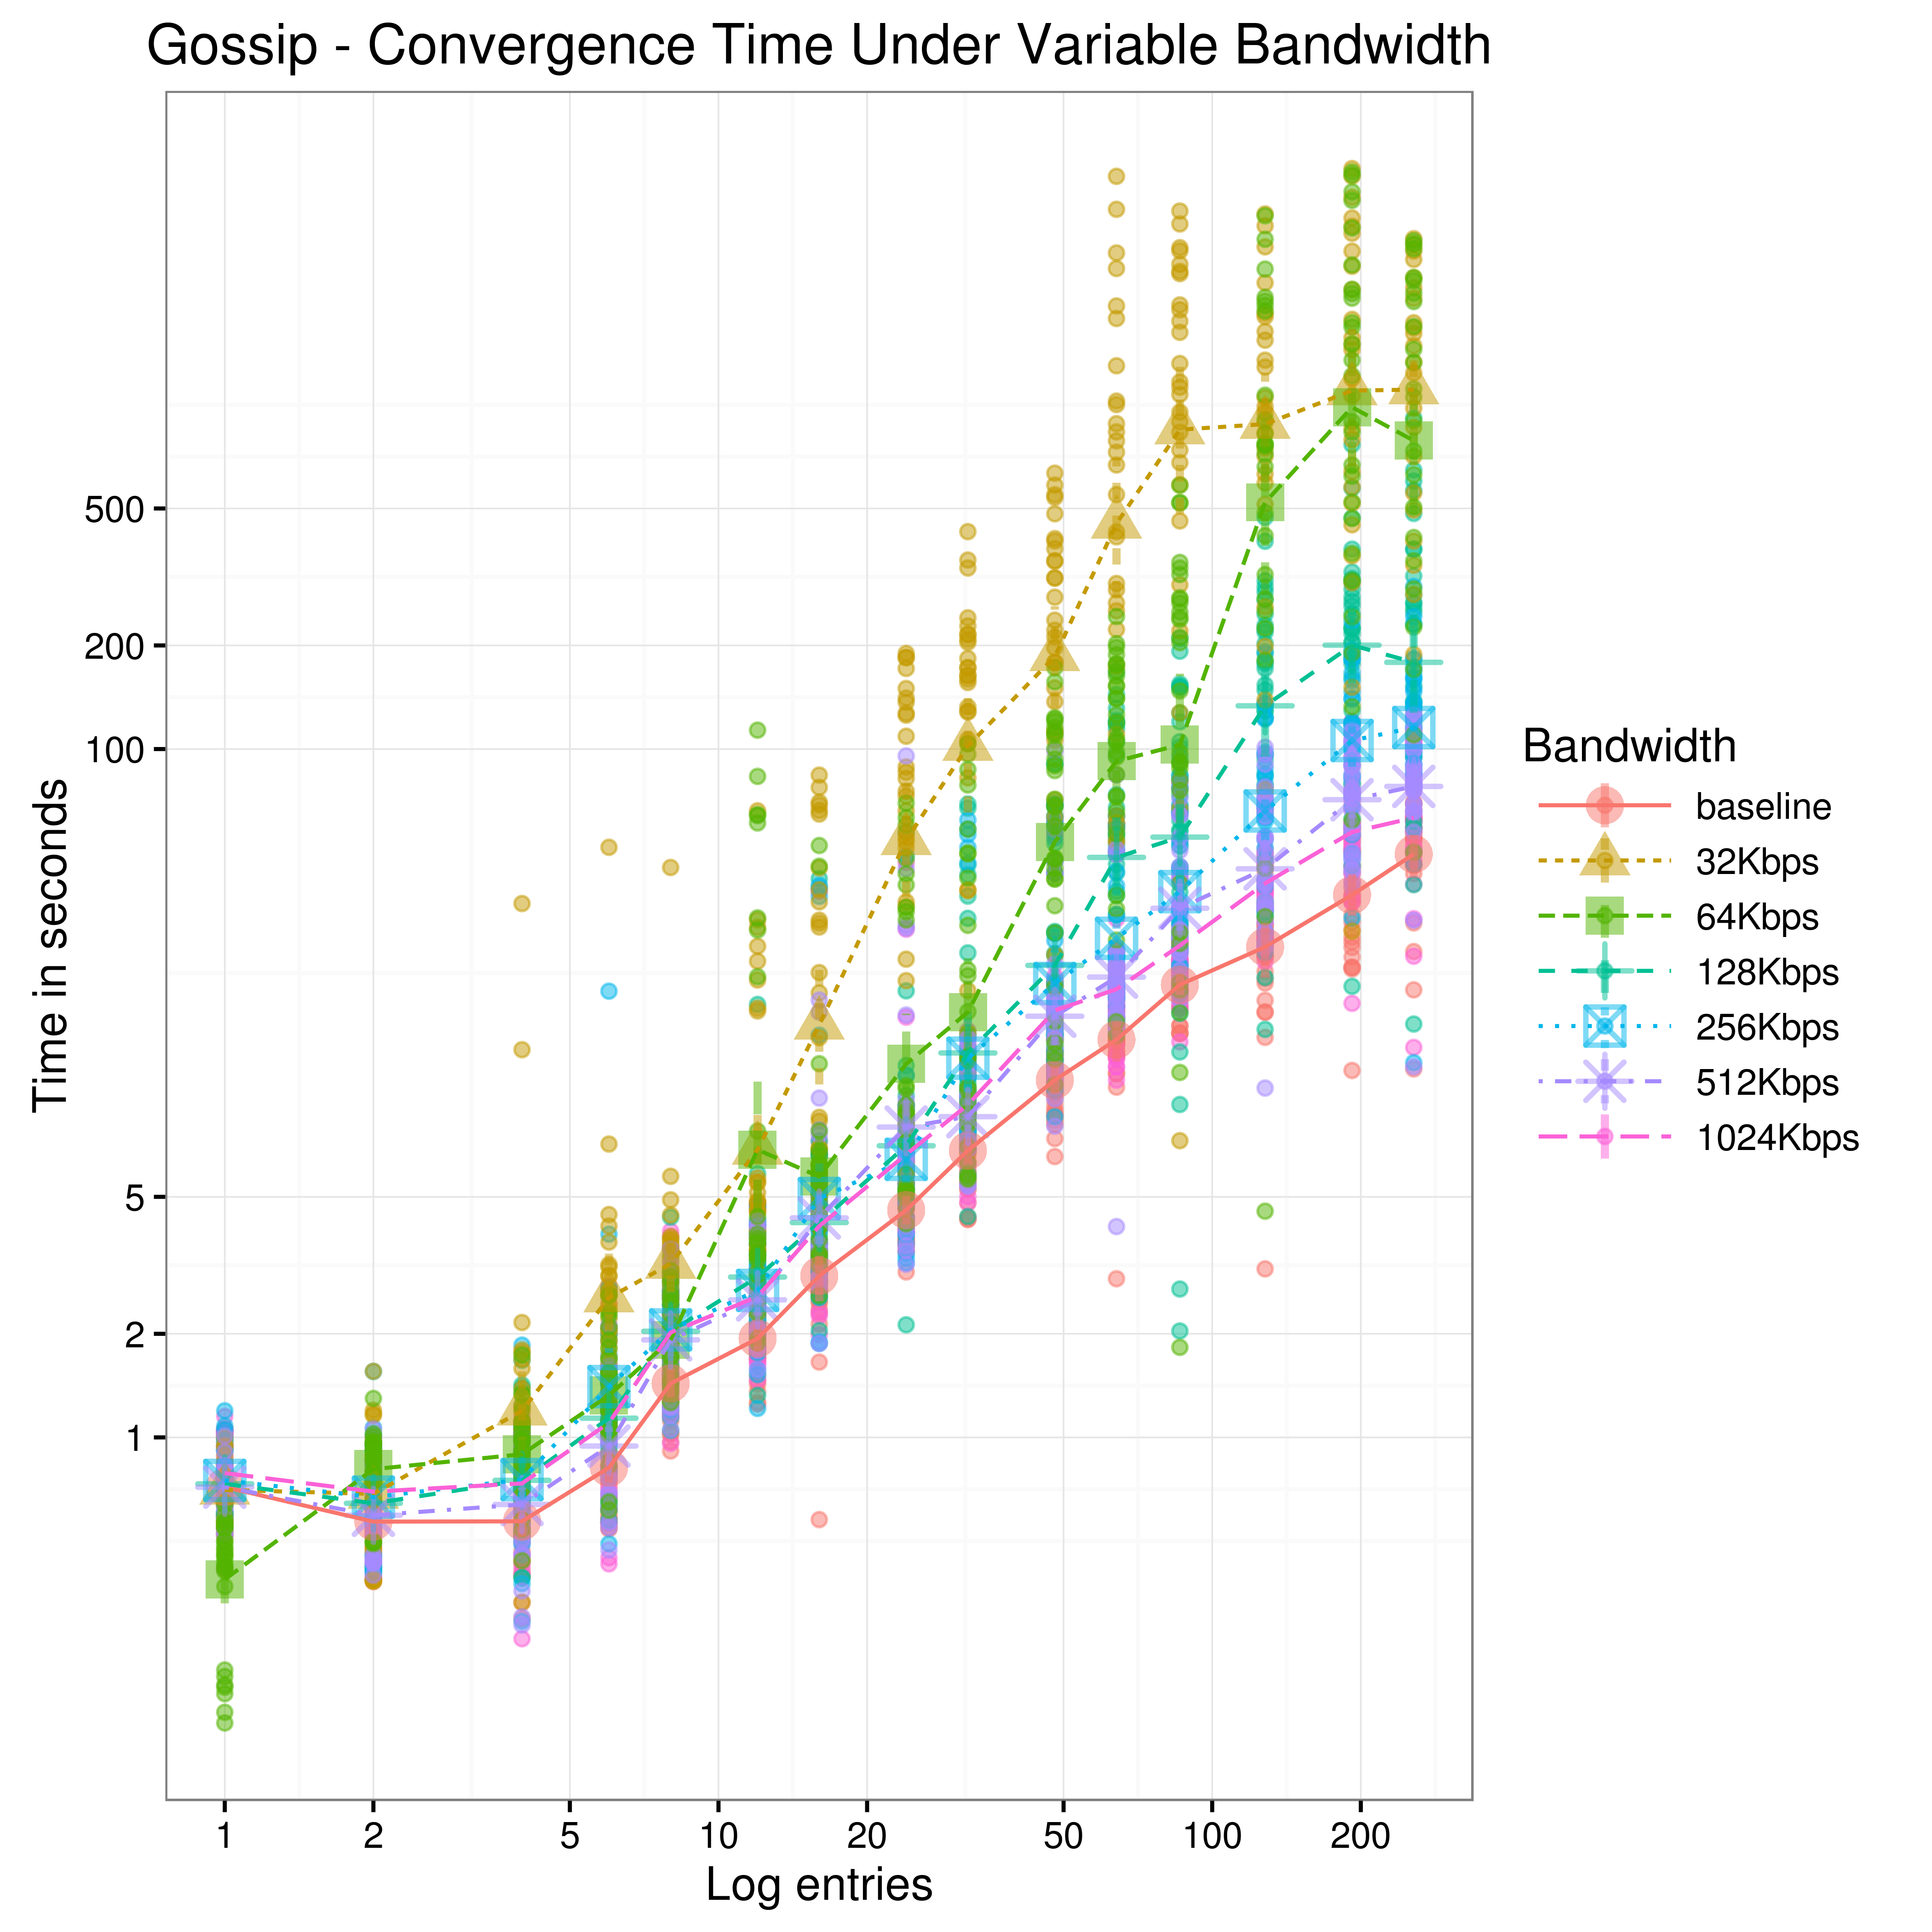 Gossip - Convergence Time Under Variable Bandwidth
Time in seconds
500
200
100
5
2
1
1
2
5
10
20
50
100
200
Log entries
Bandwidth
baseline
32Kbps
64Kbps
128Kbps
256Kbps
512Kbps
1024Kbps